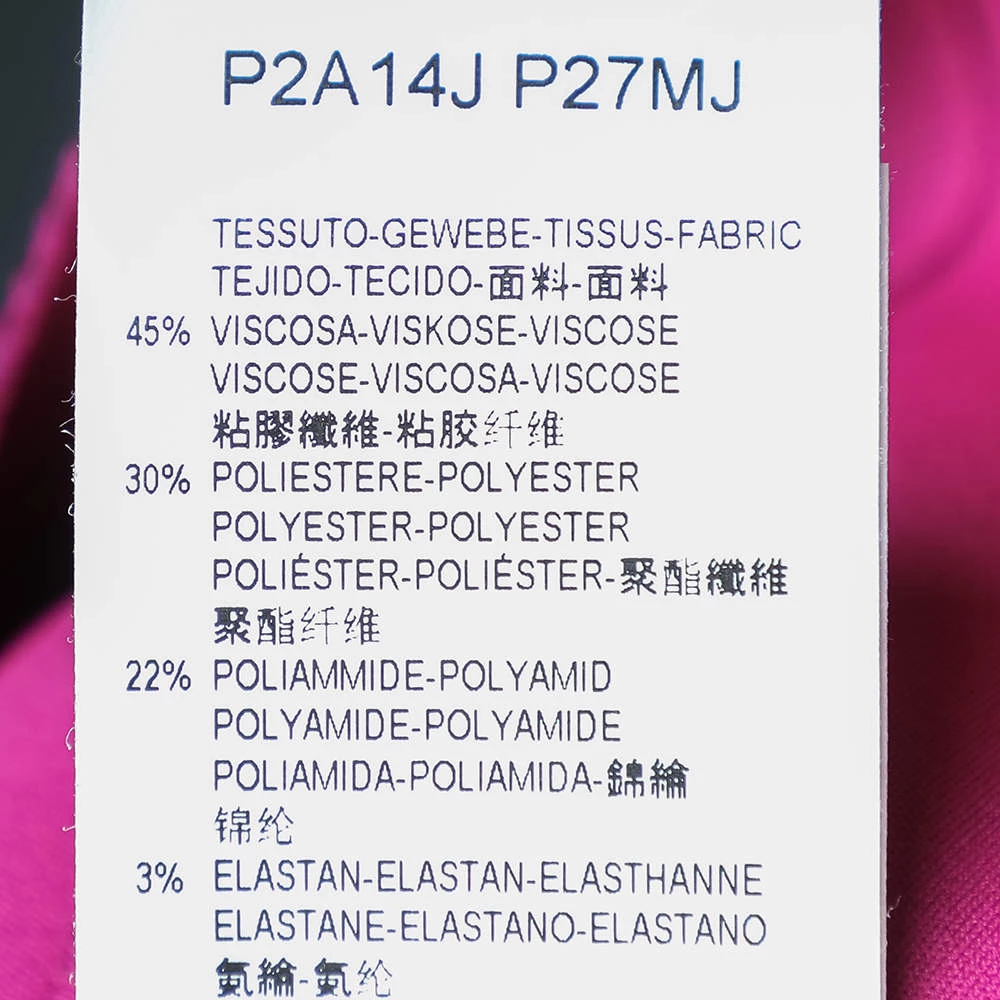 P2A14J P27MJ
TESSUTO-GEWEBE-TISSUS-FABRIC
TEJIDO-TECIDO-面料-面料
45% VISCOSA-VISKOSE-VISCOSE
VISCOSE-VISCOSA-VISCOSE
粘膠纖維-粘胶纤维
30% POLIESTERE-POLYESTER
POLYESTER-POLYESTER
POLIÉSTER-POLIÉSTER-聚酯纖維
聚酯纤维
22% POLIAMMIDE-POLYAMID
POLYAMIDE-POLYAMIDE
POLIAMIDA-POLIAMIDA-錦綸
锦纶
3% ELASTAN-ELASTAN-ELASTHANNE
ELASTANE-ELASTANO-ELASTANO
氨綸-氨纶